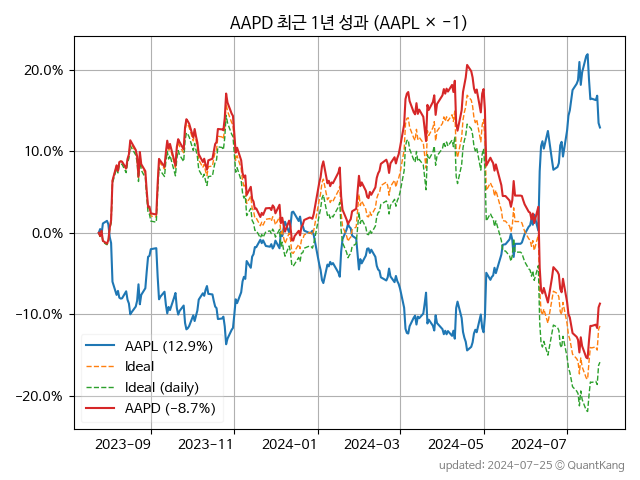 AAPD 최근 1년 성과 (AAPL × −1)
20.0%
10.0%
0.0%
−10.0%
−20.0%
AAPL (12.9%)
Ideal
Ideal (daily)
AAPD (−8.7%)
2023−09
2023−11
2024−01
2024−03
2024−05
2024−07
updated: 2024-07-25 © QuantKang